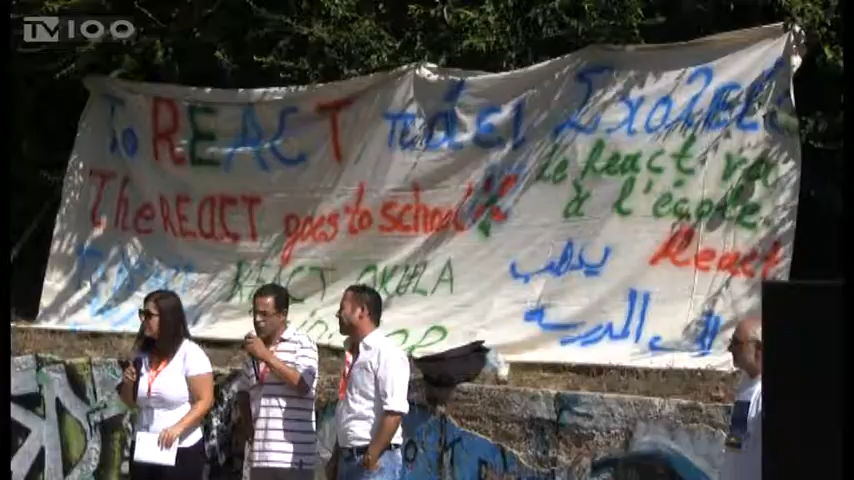 TV100
Το REACT πάει Σχολείο
The REACT goes to school
Le React va
à l'école
REACT OKULA
React يذهب
الى المدرسة